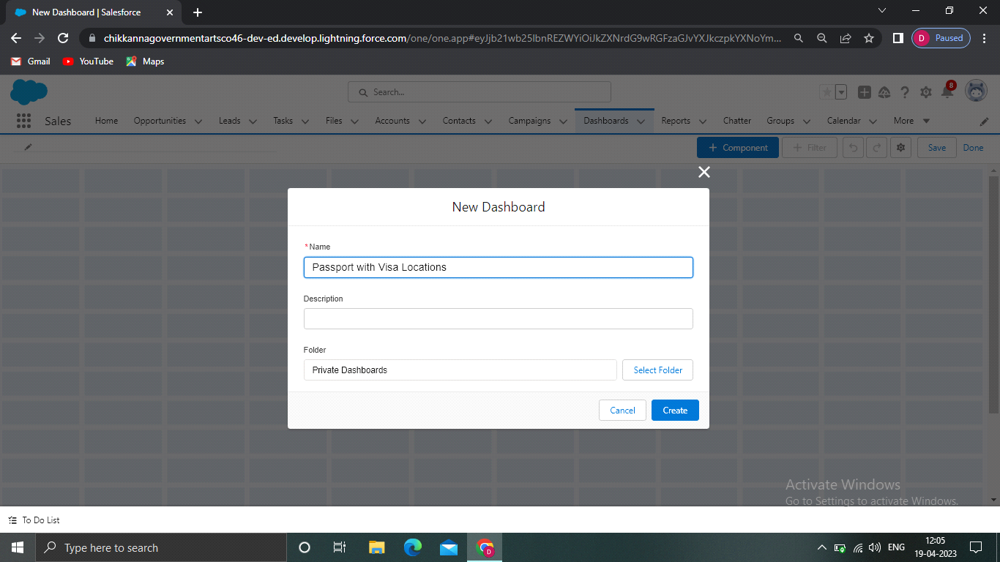 New Dashboard | Salesforce
chikkannagovernmentartsco46-dev-ed.develop.lightning.force.com/one/one.app#eyJjb21wb25lbnREZWYiOiJkZXNrdG9wRGFzaGJvYXJkczpkYXNoYm...
D Paused
Gmail YouTube Maps
Search...
8
Sales Home Opportunities Leads Tasks Files Accounts Contacts Campaigns Dashboards Reports Chatter Groups Calendar More
+ Component + Filter Save Done
New Dashboard
* Name
Passport with Visa Locations
Description
Folder
Private Dashboards Select Folder
Cancel Create
Activate Windows
Go to Settings to activate Windows.
To Do List
Type here to search
D
ENG
12:05
19-04-2023